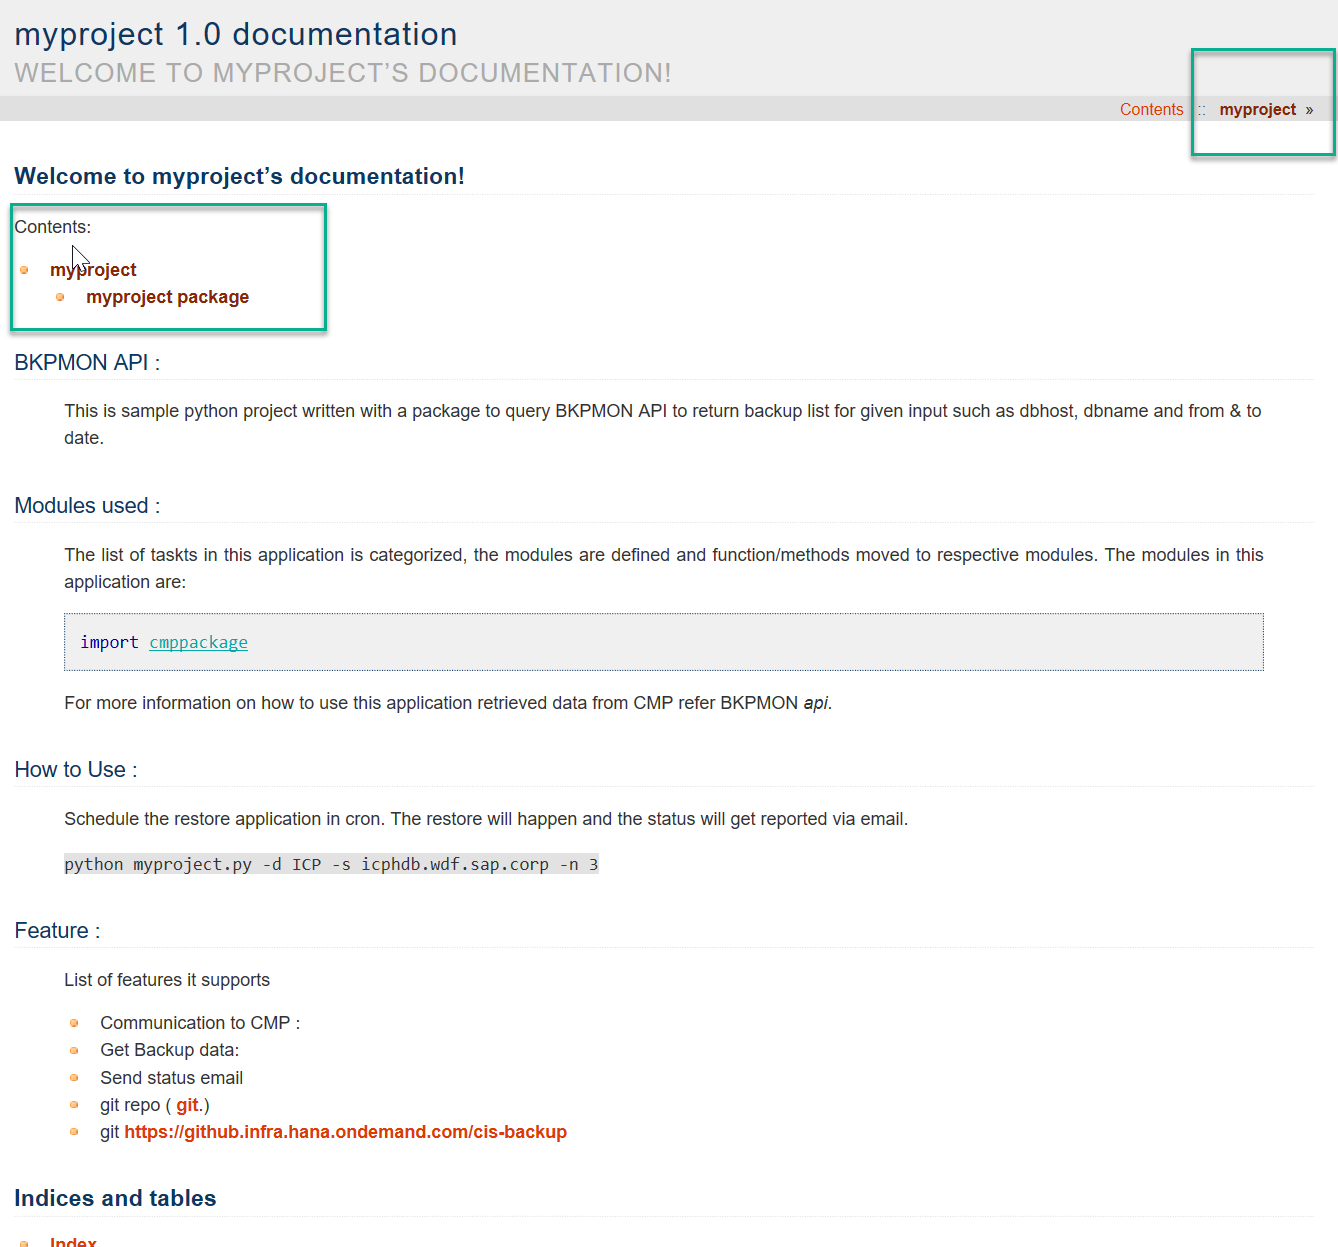 myproject 1.0 documentation
WELCOME TO MYPROJECT’S DOCUMENTATION!
Contents :: myproject »
Welcome to myproject’s documentation!
Contents:
myproject
myproject package
BKPMON API :
This is sample python project written with a package to query BKPMON API to return backup list for given input such as dbhost, dbname and from & to
date.
Modules used :
The list of taskts in this application is categorized, the modules are defined and function/methods moved to respective modules. The modules in this
application are:
import cmppackage
For more information on how to use this application retrieved data from CMP refer BKPMON api.
How to Use :
Schedule the restore application in cron. The restore will happen and the status will get reported via email.
python myproject.py -d ICP -s icphdb.wdf.sap.corp -n 3
Feature :
List of features it supports
Communication to CMP :
Get Backup data:
Send status email
git repo ( git.)
git https://github.infra.hana.ondemand.com/cis-backup
Indices and tables
Index